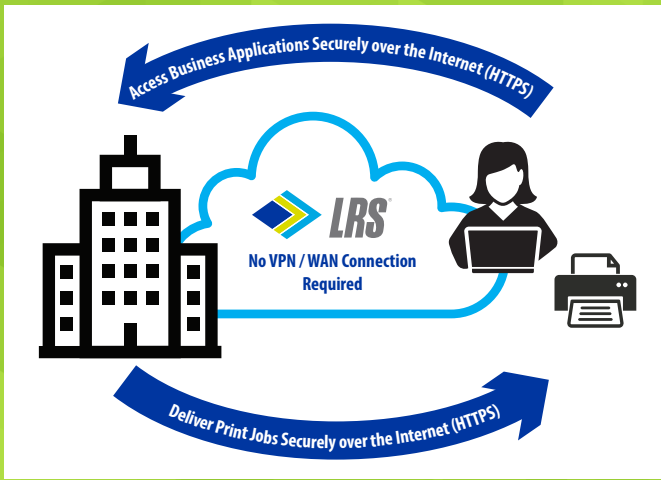 Access Business Applications Securely over the Internet (HTTPS)
LRS®
No VPN / WAN Connection
Required
Deliver Print Jobs Securely over the Internet (HTTPS)